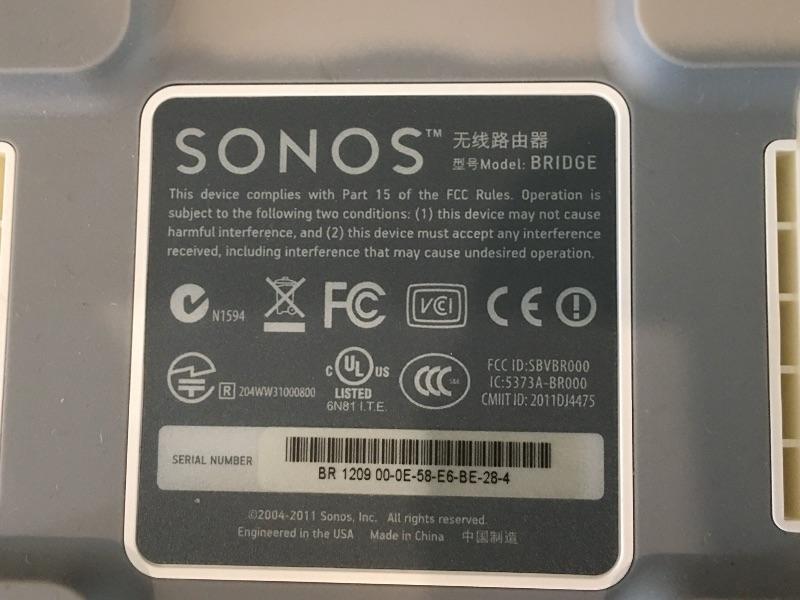 SONOS™ 无线路由器
型号Model: BRIDGE
This device complies with Part 15 of the FCC Rules. Operation is
subject to the following two conditions: (1) this device may not cause
harmful interference, and (2) this device must accept any interference
received, including interference that may cause undesired operation.
N1594 FC VCI CE
R 204WW31000800
c UL US
LISTED
6N81 I.T.E.
CCC S&E
FCC ID:SBVBR000
IC:5373A-BR000
CMIIT ID: 2011DJ4475
SERIAL NUMBER
BR 1209 00-0E-58-E6-BE-28-4
©2004-2011 Sonos, Inc. All rights reserved.
Engineered in the USA Made in China 中国制造